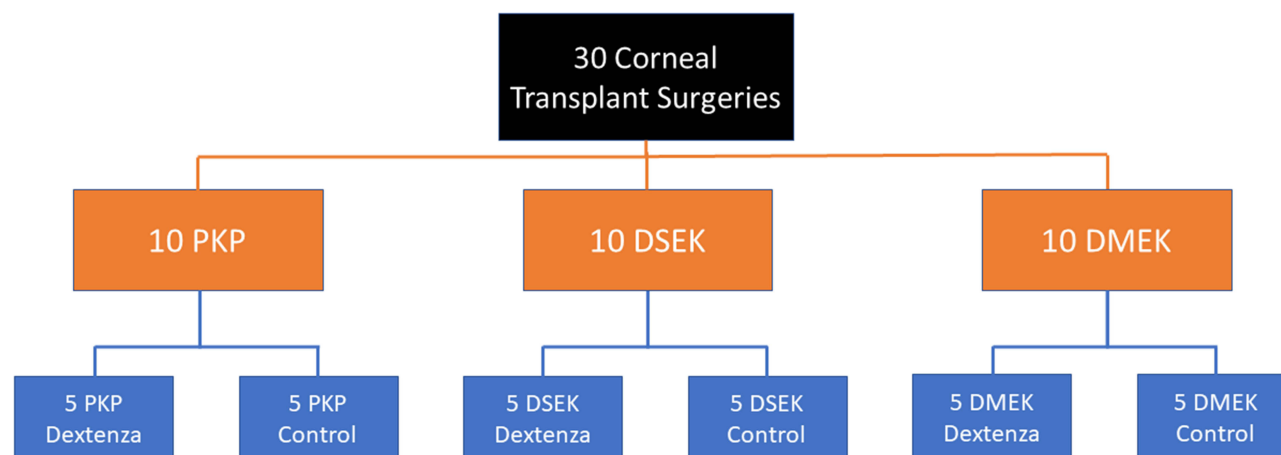 30 Corneal
Transplant Surgeries
10 PKP
10 DSEK
10 DMEK
5 PKP
Dextenza
5 PKP
Control
5 DSEK
Dextenza
5 DSEK
Control
5 DMEK
Dextenza
5 DMEK
Control